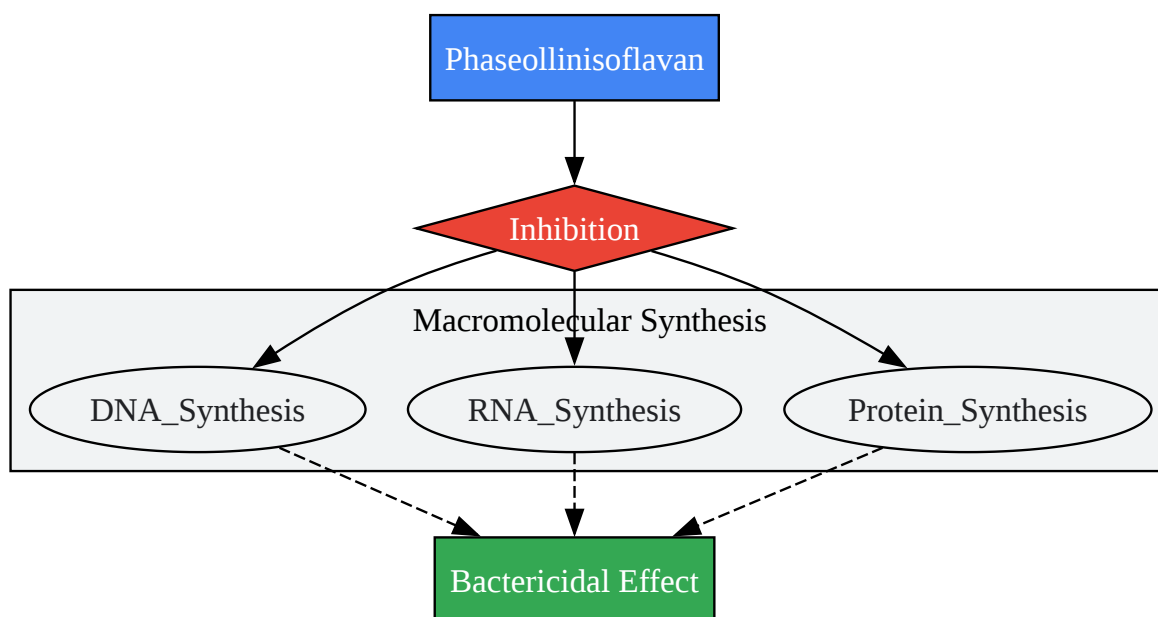 Phaseollinisoflavan
Inhibition
Macromolecular Synthesis
DNA_Synthesis
RNA_Synthesis
Protein_Synthesis
Bactericidal Effect